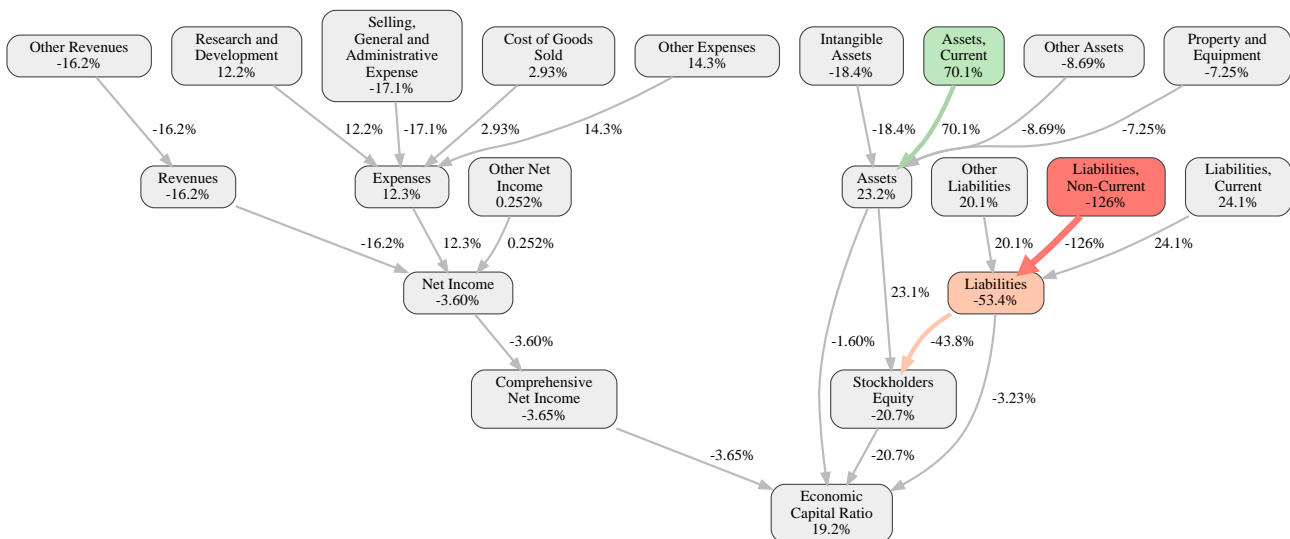 Other Revenues
-16.2%
Research and
Development
12.2%
Selling,
General and
Administrative
Expense
-17.1%
Cost of Goods
Sold
2.93%
Other Expenses
14.3%
Intangible
Assets
-18.4%
Assets,
Current
70.1%
Other Assets
-8.69%
Property and
Equipment
-7.25%
-16.2%
12.2%
-17.1%
2.93%
14.3%
-18.4%
70.1%
-8.69%
-7.25%
Revenues
-16.2%
Expenses
12.3%
Other Net
Income
0.252%
Assets
23.2%
Other
Liabilities
20.1%
Liabilities,
Non-Current
-126%
Liabilities,
Current
24.1%
-16.2%
12.3%
0.252%
20.1%
-126%
24.1%
Net Income
-3.60%
23.1%
Liabilities
-53.4%
-3.60%
-1.60%
-43.8%
Comprehensive
Net Income
-3.65%
Stockholders
Equity
-20.7%
-3.23%
-3.65%
-20.7%
Economic
Capital Ratio
19.2%